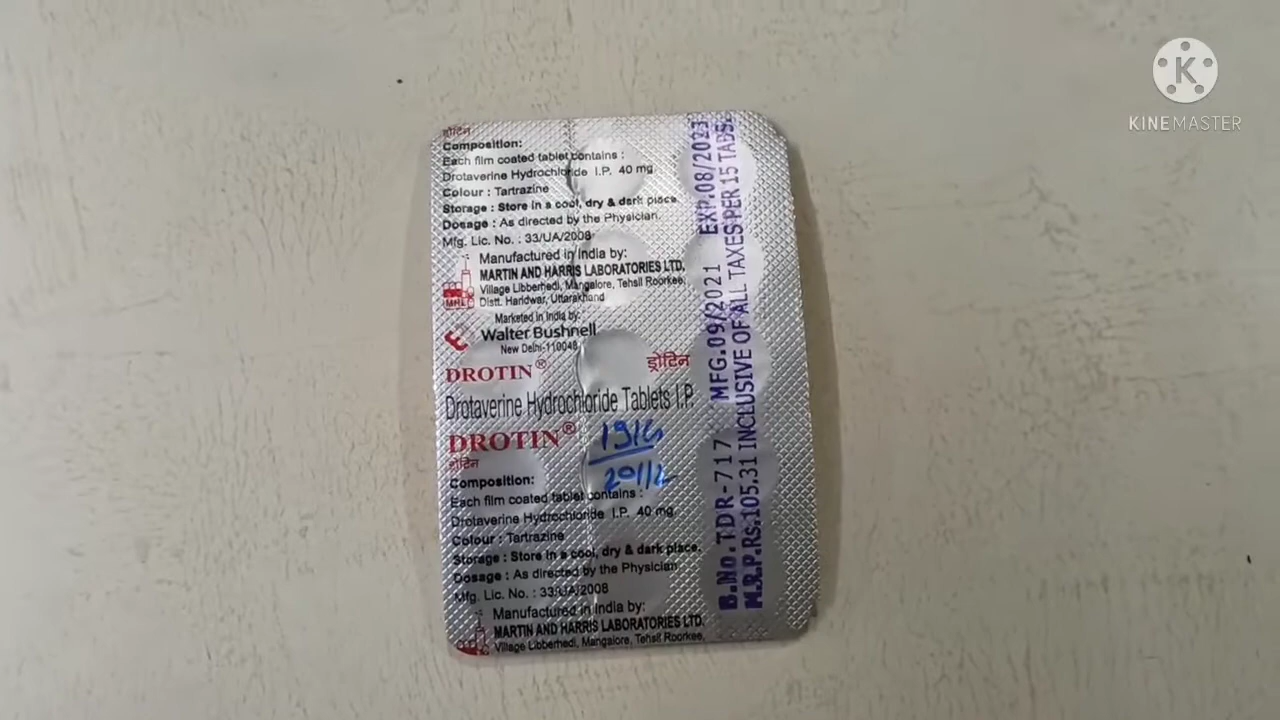 KINEMASTER
ड्रोटिन
Composition:
Each film coated tablet contains :
Drotaverine Hydrochloride I.P. 40 mg
Colour : Tartrazine
Storage : Store in a cool, dry & dark place.
Dosage : As directed by the Physician.
Mfg. Lic. No. : 33/UA/2008
Manufactured in India by:
MARTIN AND HARRIS LABORATORIES LTD.
Village Libberhedi, Mangalore, Tehsil Roorkee,
Distt. Haridwar, Uttarakhand
MHL
Marketed in India by:
Walter Bushnell
New Delhi-110048
DROTIN® ड्रोटिन
Drotaverine Hydrochloride Tablets I.P.
DROTIN®
ड्रोटिन
Composition:
Each film coated tablet contains :
Drotaverine Hydrochloride I.P. 40 mg
Colour : Tartrazine
Storage : Store in a cool, dry & dark place.
Dosage : As directed by the Physician.
Mfg. Lic. No. : 33/UA/2008
Manufactured in India by:
MARTIN AND HARRIS LABORATORIES LTD.
Village Libberhedi, Mangalore, Tehsil Roorkee,
B.No.TDR-717 MFG.09/2021 EXP.08/2023
M.R.P.Rs.105.31 INCLUSIVE OF ALL TAXES PER 15 TABS.